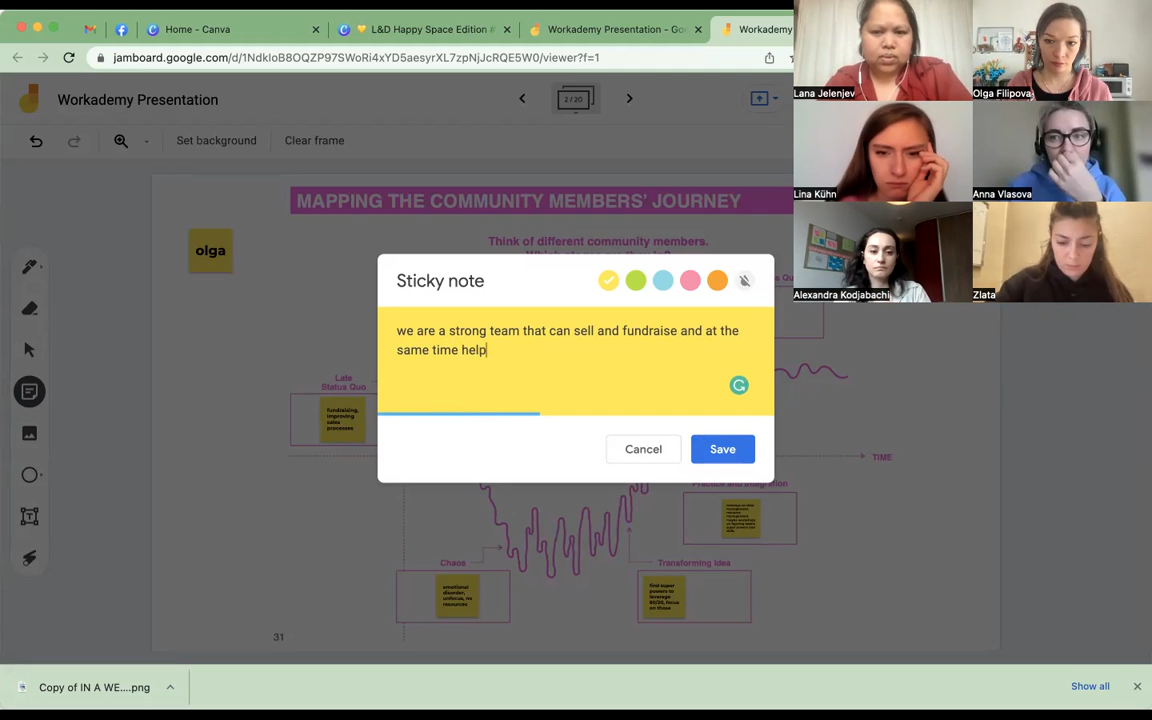 Home - Canva
L&D Happy Space Edition
Workademy Presentation - Go
Workademy
jamboard.google.com/d/1NdkIoB8OQZP97SWoRi4xYD5aesyrXL7zpNjJcRQE5W0/viewer?f=1
Workademy Presentation
2 / 20
Set background
Clear frame
MAPPING THE COMMUNITY MEMBERS' JOURNEY
olga
Think of different community members.
Sticky note
we are a strong team that can sell and fundraise and at the
same time help
Cancel
Save
Late
Status Quo
fundraising,
improving
sales
processes
TIME
Practice and Integration
Chaos
emotional
disorder,
unfocus, no
resources
Transforming Idea
find super
powers to
leverage
80/20, focus
on those
31
Lana Jelenjev
Olga Filipova
Lina Kühn
Anna Vlasova
Alexandra Kodjabachi
Zlata
Copy of IN A WE....png
Show all